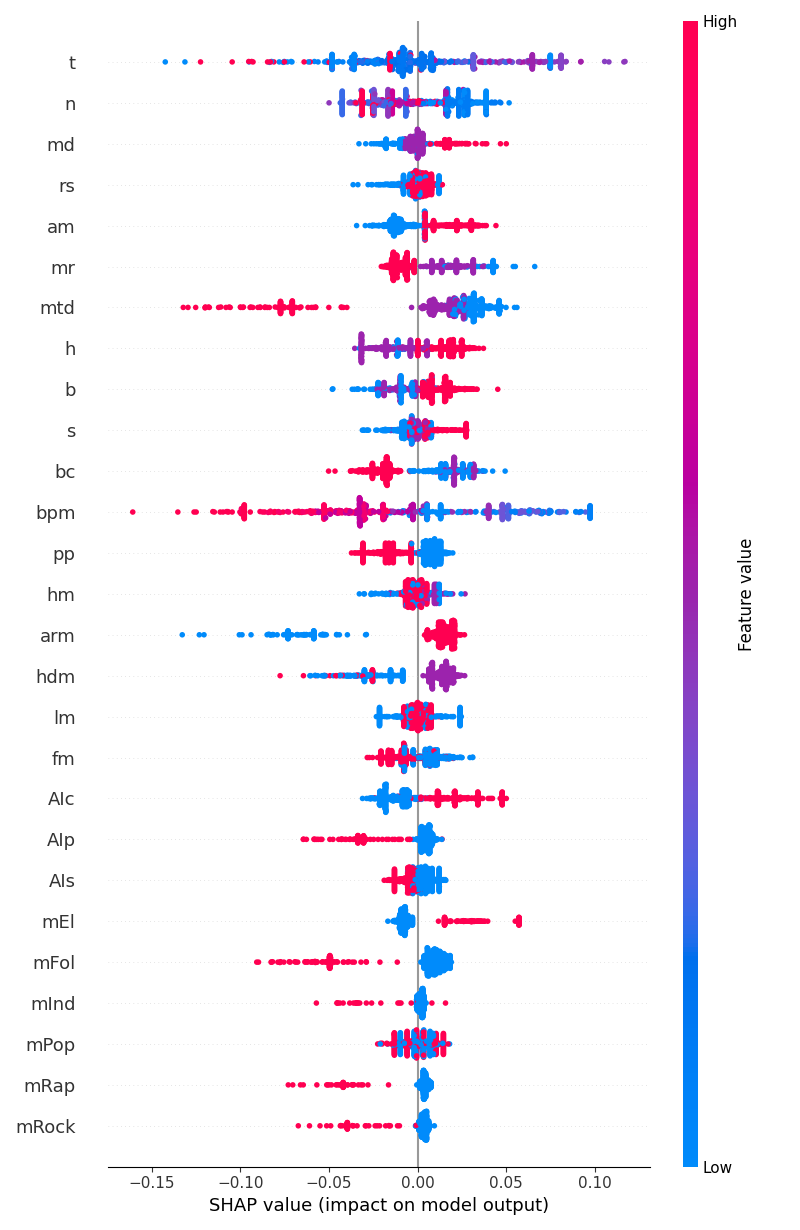 High
t
n
md
rs
am
mr
mtd
h
b
s
bc
bpm
pp
hm
arm
hdm
lm
fm
AIc
AIp
AIs
mEl
mFol
mInd
mPop
mRap
mRock
Feature value
Low
−0.15 −0.10 −0.05 0.00 0.05 0.10
SHAP value (impact on model output)